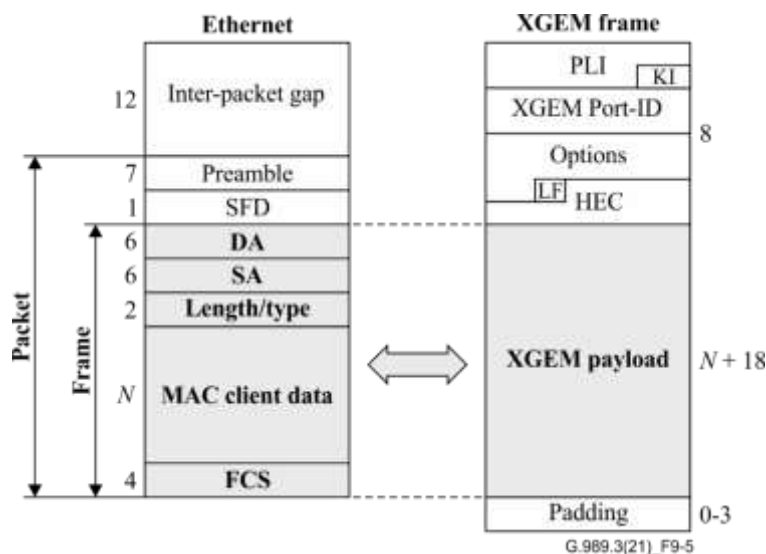 Ethernet
XGEM frame
12
Inter-packet gap
PLI
KI
XGEM Port-ID
8
7
Preamble
Options
1
SFD
LF
HEC
6
DA
6
SA
2
Length/type
Packet
Frame
N
MAC client data
XGEM payload
N + 18
4
FCS
Padding
0-3
G.989.3(21)_F9-5